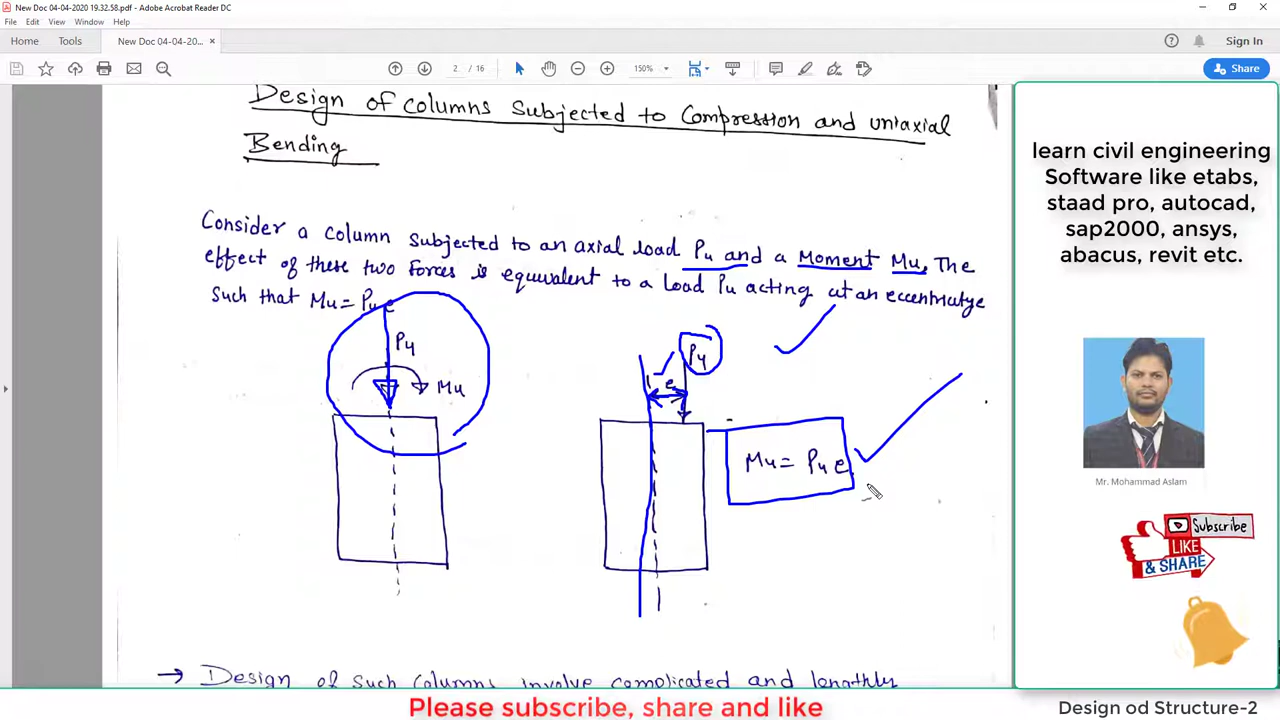 New Doc 04-04-2020 19.32.58.pdf - Adobe Acrobat Reader DC
File Edit View Window Help
Home Tools New Doc 04-04-20... × Sign In
2 / 16 150% Share
Design of columns Subjected to Compression and uniaxial
Bending
Consider a column subjected to an axial load Pu and a Moment Mu, The
effect of these two forces is equivalent to a load Pu acting at an eccentricitye
Such that Mu = Pu e
Pu
Mu
Pu
e
Mu = Pu e
→ Design of such Columns involve complicated and lengthly
learn civil engineering
Software like etabs,
staad pro, autocad,
sap2000, ansys,
abacus, revit etc.
Mr. Mohammad Aslam
Subscribe
LIKE
& SHARE
Please subscribe, share and like
Design od Structure-2